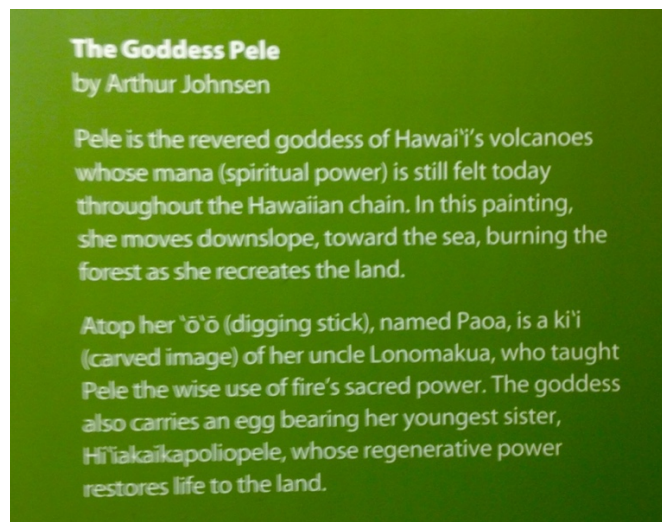 The Goddess Pele
by Arthur Johnsen
Pele is the revered goddess of Hawaiʻi’s volcanoes
whose mana (spiritual power) is still felt today
throughout the Hawaiian chain. In this painting,
she moves downslope, toward the sea, burning the
forest as she recreates the land.
Atop her ʻōʻō (digging stick), named Paoa, is a kiʻi
(carved image) of her uncle Lonomakua, who taught
Pele the wise use of fire’s sacred power. The goddess
also carries an egg bearing her youngest sister,
Hiʻiakaikapoliopele, whose regenerative power
restores life to the land.